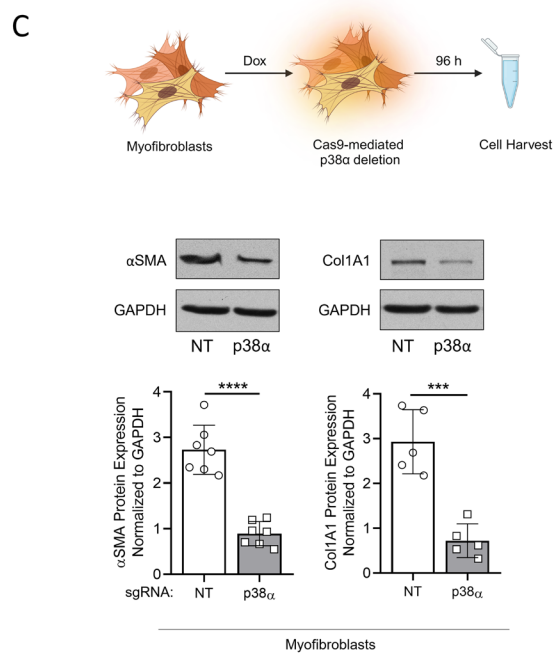 C
Dox
96 h
Myofibroblasts
Cas9-mediated
p38α deletion
Cell Harvest
αSMA
GAPDH
NT p38α
Col1A1
GAPDH
NT p38α
αSMA Protein Expression
Normalized to GAPDH
4
3
2
1
0
****
sgRNA: NT p38α
Col1A1 Protein Expression
Normalized to GAPDH
4
3
2
1
0
***
NT p38α
Myofibroblasts